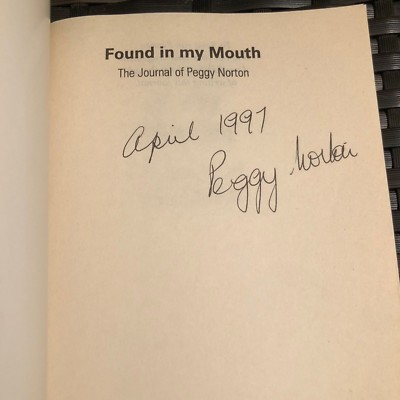 Found in my Mouth
The Journal of Peggy Norton
April 1997
Peggy Norton